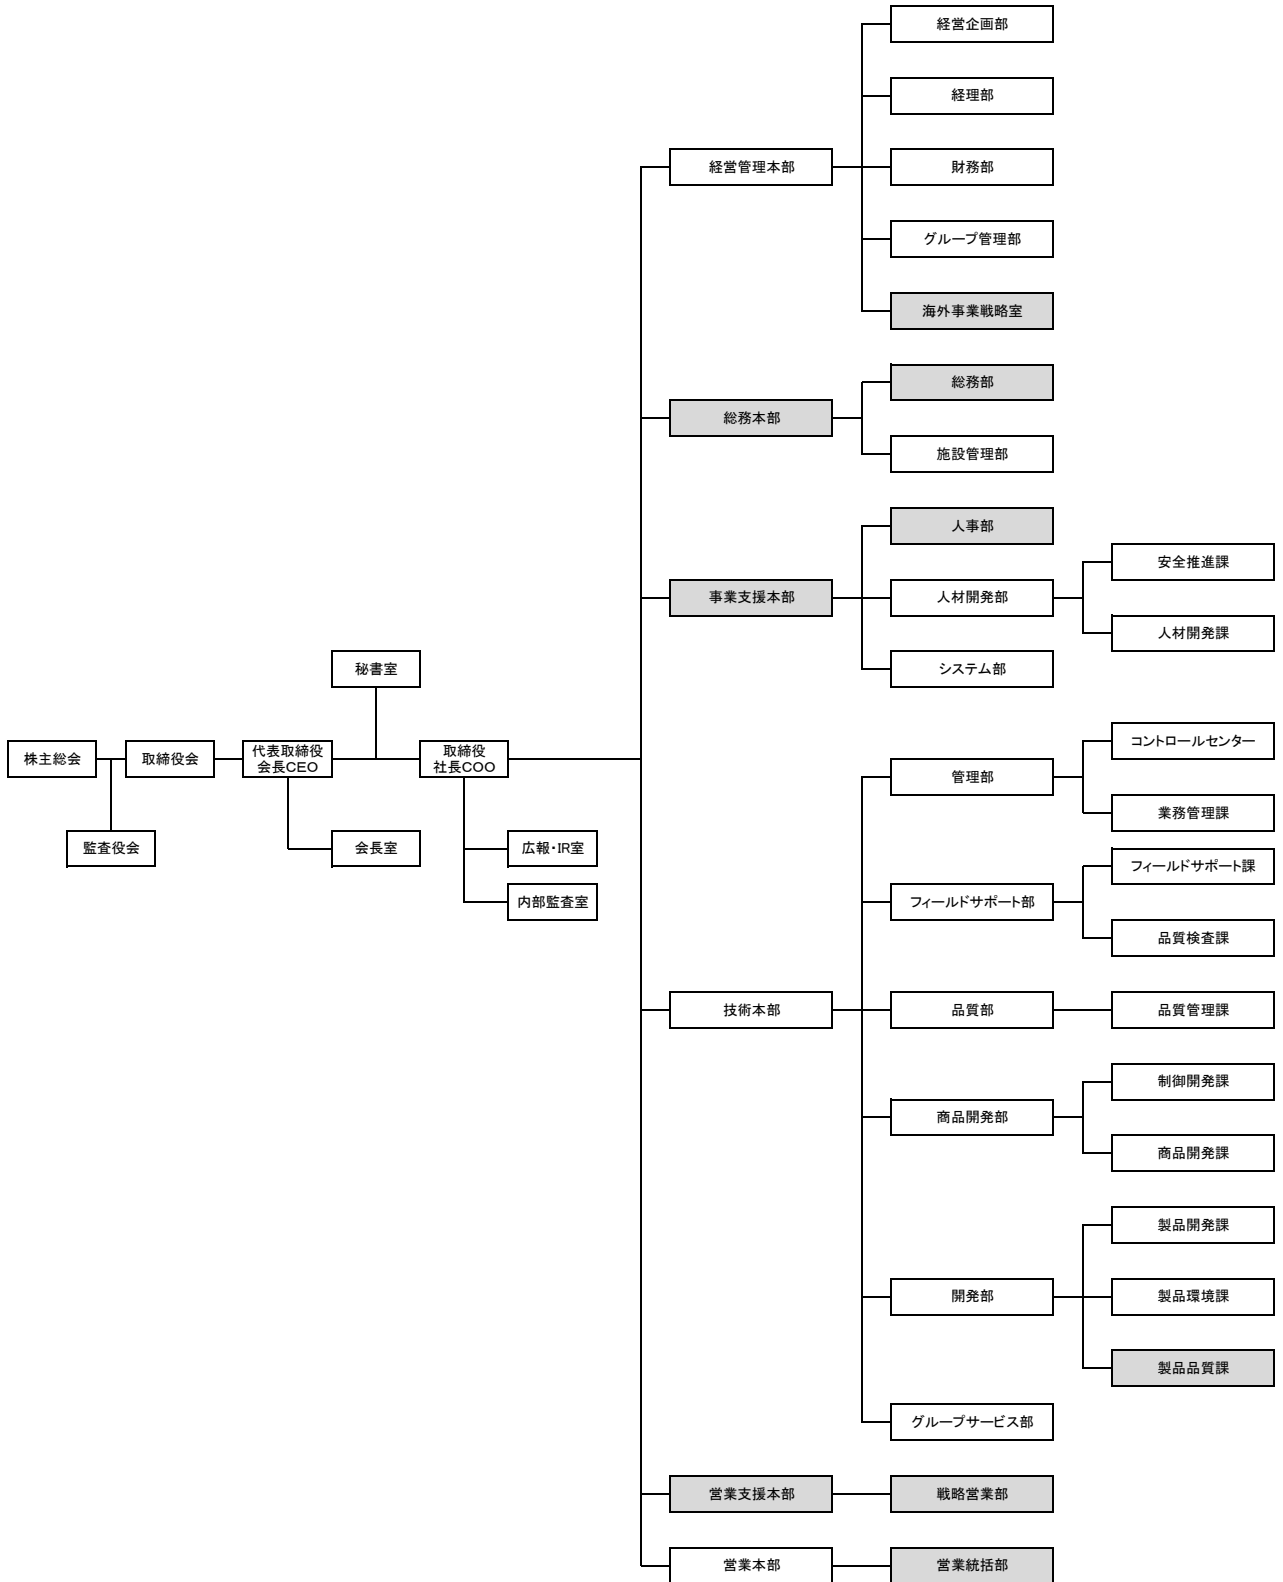 経営企画部
経理部
経営管理本部
財務部
グループ管理部
海外事業戦略室
総務部
総務本部
施設管理部
人事部
安全推進課
事業支援本部
人材開発部
人材開発課
秘書室
システム部
コントロールセンター
株主総会
取締役会
代表取締役
会長CEO
取締役
社長COO
管理部
業務管理課
監査役会
会長室
広報・IR室
フィールドサポート課
内部監査室
フィールドサポート部
品質検査課
技術本部
品質部
品質管理課
制御開発課
商品開発部
商品開発課
製品開発課
開発部
製品環境課
製品品質課
グループサービス部
営業支援本部
戦略営業部
営業本部
営業統括部